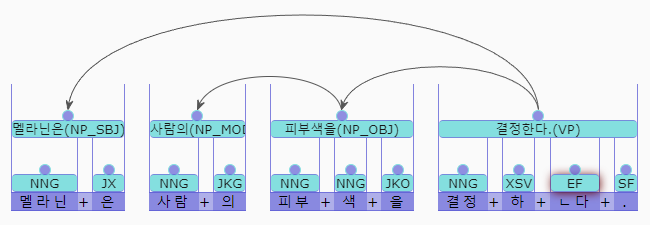 멜라닌은(NP_SBJ) 사람의(NP_MOD 피부색을(NP_OBJ) 결정한다.(VP)
NNG JX NNG JKG NNG NNG JKO NNG XSV EF SF
멜라닌 + 은 사람 + 의 피부 + 색 + 을 결정 + 하 + ㄴ다 + .